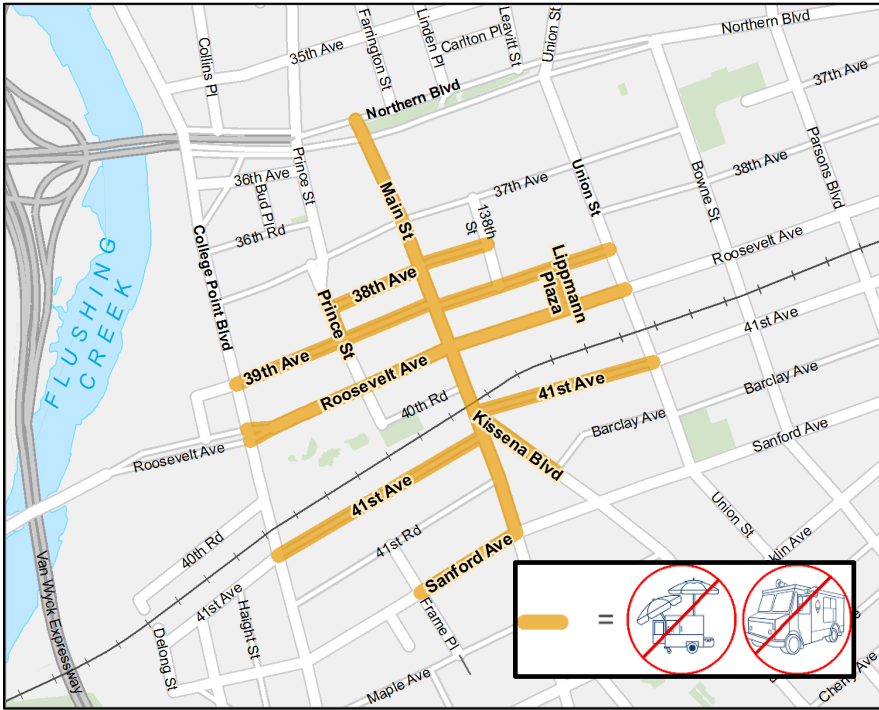 Collins Pl
35th Ave
Farrington St
Linden Pl
Carlton Pl
Leavitt St
Union St
Northern Blvd
37th Ave
Northern Blvd
36th Ave
Bud Pl
Prince St
36th Rd
Main St
37th Ave
138th St
Union St
Bowne St
38th Ave
Parsons Blvd
College Point Blvd
FLUSHING
CREEK
38th Ave
Lippmann
Plaza
Roosevelt Ave
Prince St
39th Ave
Roosevelt Ave
41st Ave
40th Rd
41st Ave
Barclay Ave
Kissena Blvd
Barclay Ave
Sanford Ave
Roosevelt Ave
41st Ave
Union St
40th Rd
41st Rd
Sanford Ave
klin Ave
Van Wyck Expressway
41st Ave
Haight St
Delong St
Frame Pl
Maple Ave
=
Cherry Ave